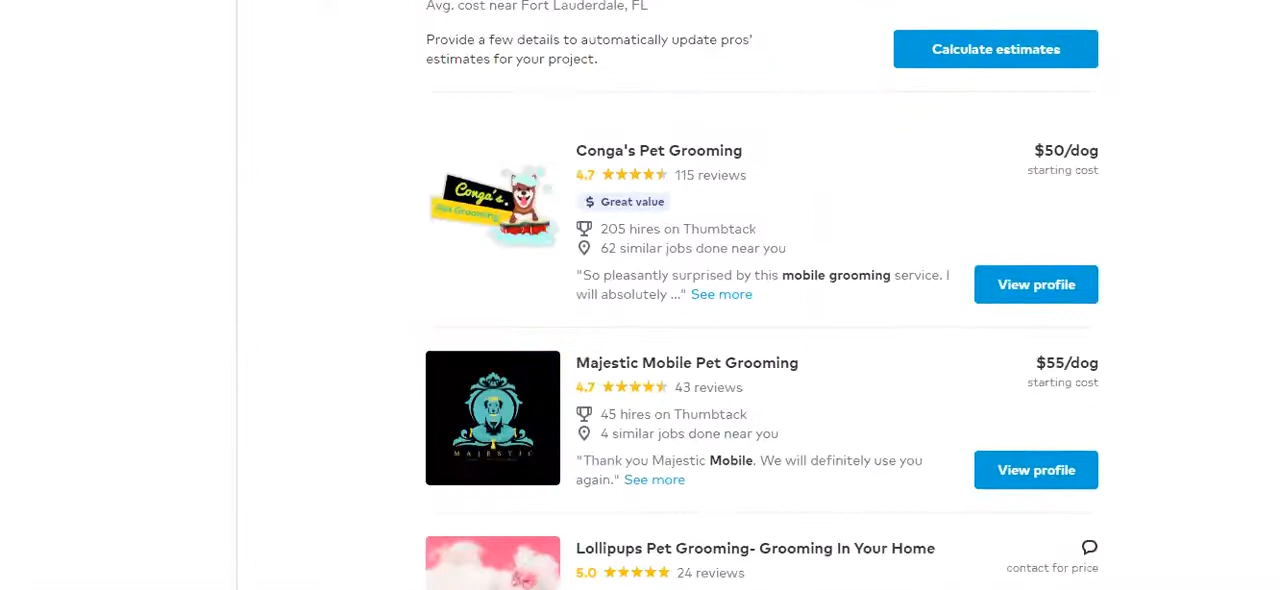 Avg. cost near Fort Lauderdale, FL
Provide a few details to automatically update pros'
estimates for your project.
Calculate estimates
Conga's Pet Grooming
$50/dog
4.7 115 reviews
starting cost
$ Great value
205 hires on Thumbtack
62 similar jobs done near you
"So pleasantly surprised by this mobile grooming service. I
will absolutely ..." See more
View profile
Conga's
Pet Grooming
Majestic Mobile Pet Grooming
$55/dog
4.7 43 reviews
starting cost
45 hires on Thumbtack
4 similar jobs done near you
"Thank you Majestic Mobile. We will definitely use you
again." See more
View profile
MAJESTIC
Lollipups Pet Grooming- Grooming In Your Home
5.0 24 reviews
contact for price